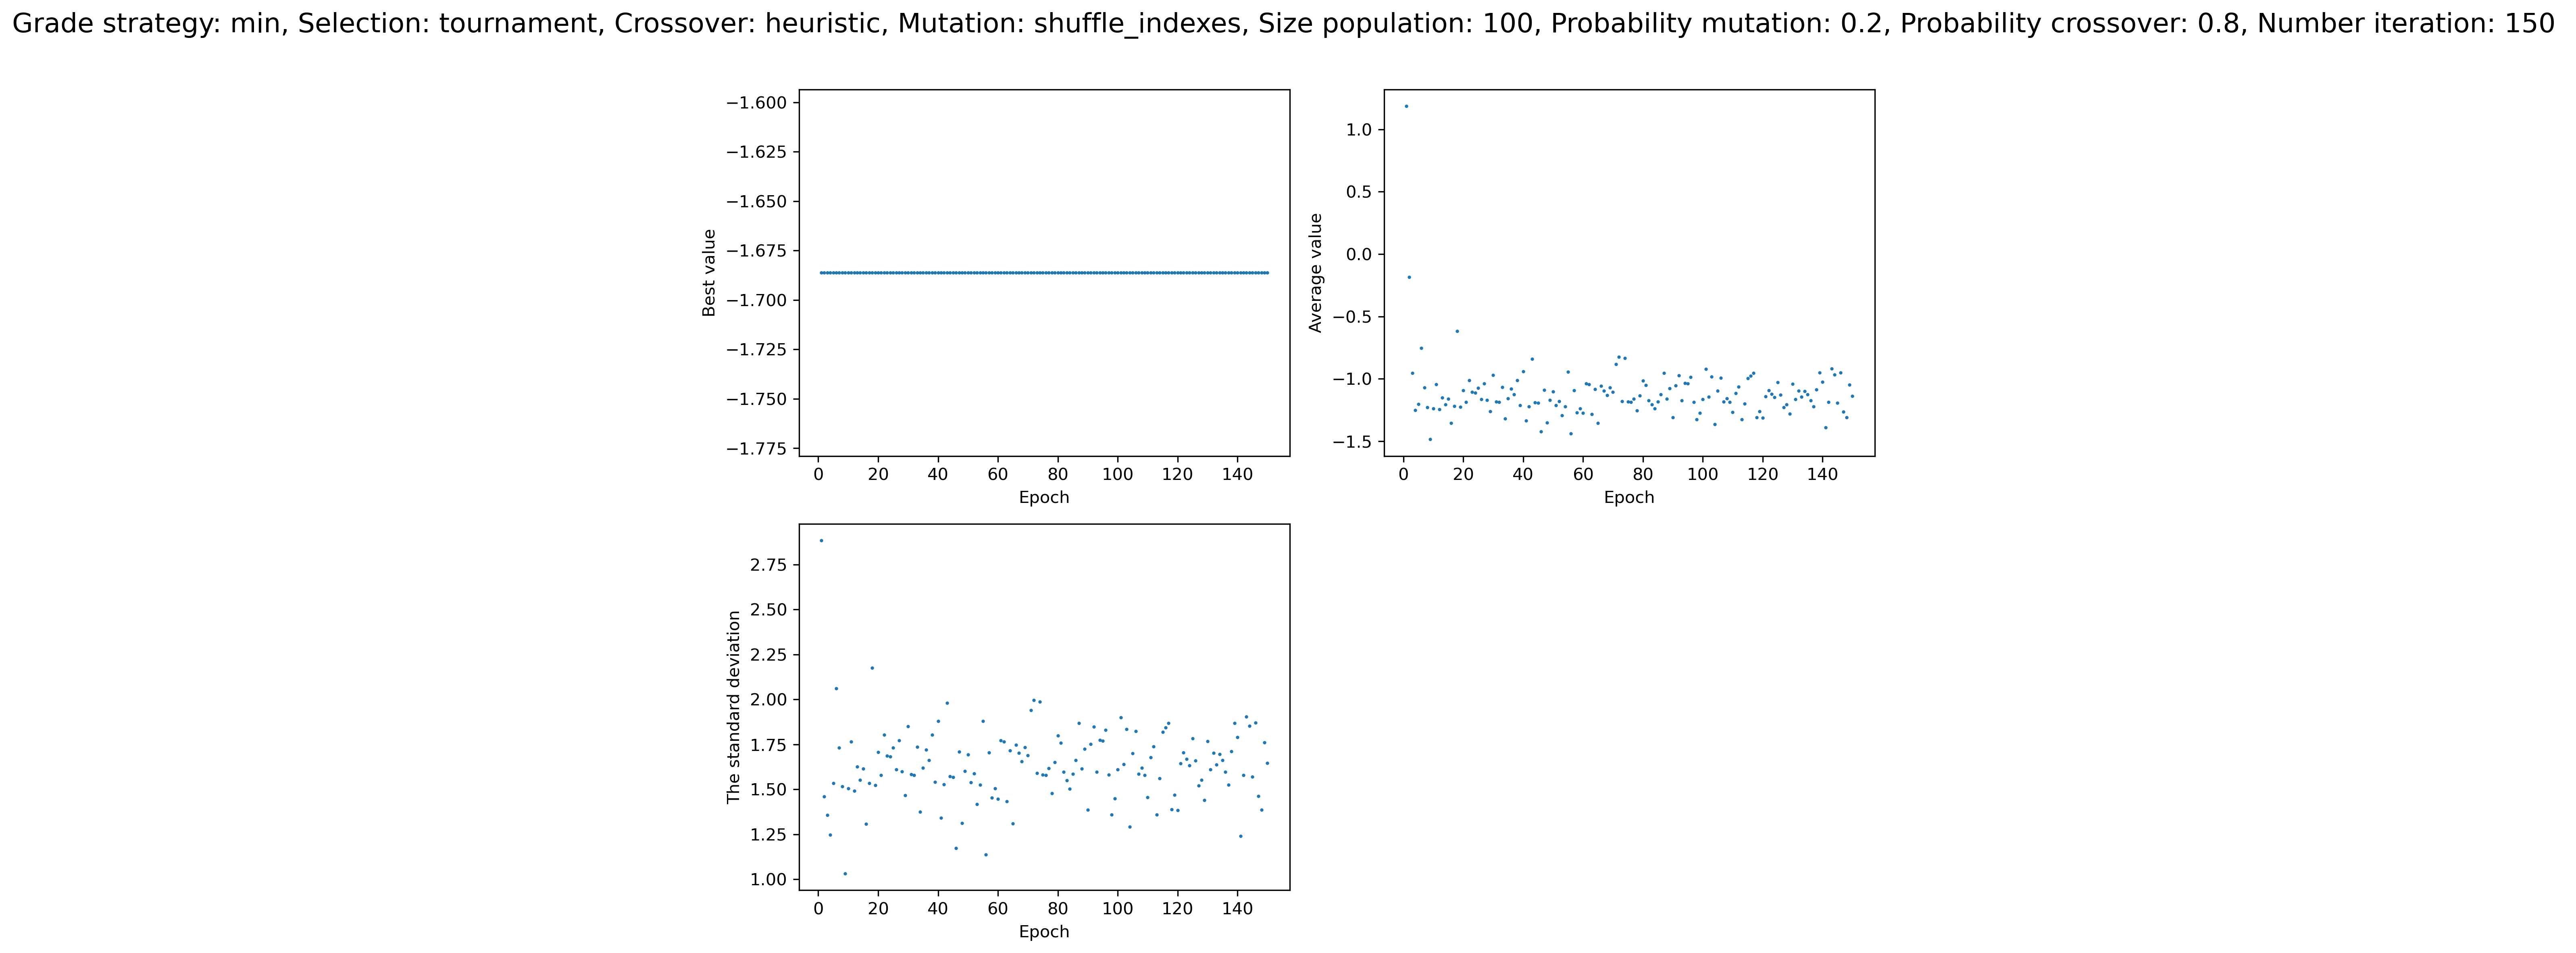 Grade strategy: min, Selection: tournament, Crossover: heuristic, Mutation: shuffle_indexes, Size population: 100, Probability mutation: 0.2, Probability crossover: 0.8, Number iteration: 150
−1.600
−1.625
−1.650
−1.675
−1.700
−1.725
−1.750
−1.775
Best value
0 20 40 60 80 100 120 140
Epoch
1.0
0.5
0.0
−0.5
−1.0
−1.5
Average value
0 20 40 60 80 100 120 140
Epoch
2.75
2.50
2.25
2.00
1.75
1.50
1.25
1.00
The standard deviation
0 20 40 60 80 100 120 140
Epoch